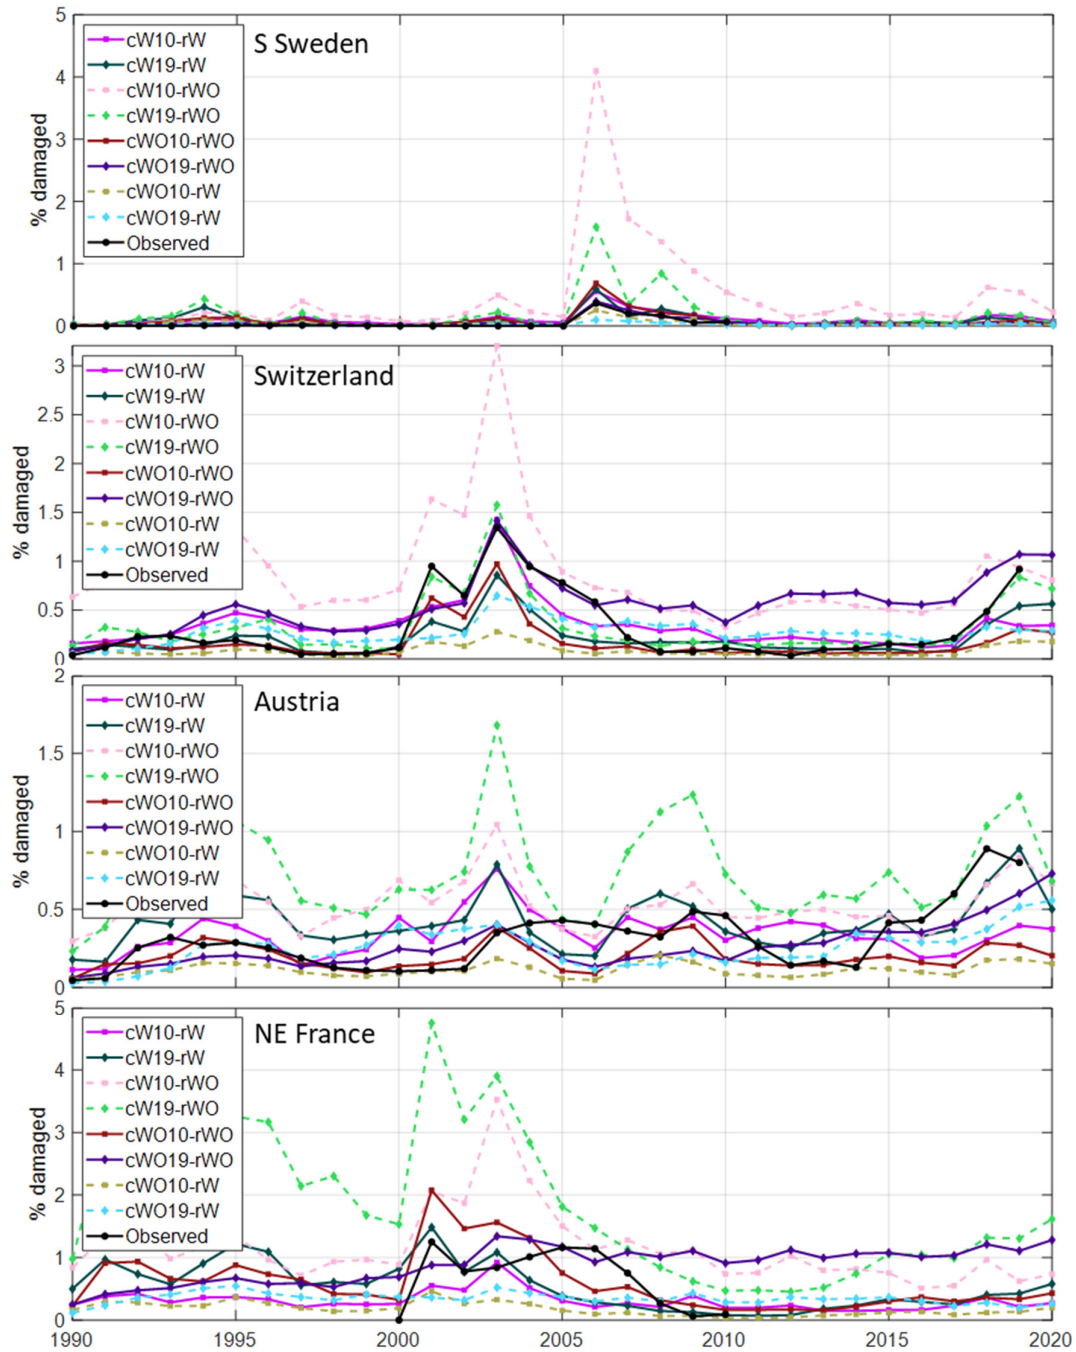 5
4
3
2
1
0
% damaged
cW10-rW
cW19-rW
cW10-rWO
cW19-rWO
cWO10-rWO
cWO19-rWO
cWO10-rW
cWO19-rW
Observed
S Sweden
3
2.5
2
1.5
1
0.5
0
% damaged
cW10-rW
cW19-rW
cW10-rWO
cW19-rWO
cWO10-rWO
cWO19-rWO
cWO10-rW
cWO19-rW
Observed
Switzerland
2
1.5
1
0.5
0
% damaged
cW10-rW
cW19-rW
cW10-rWO
cW19-rWO
cWO10-rWO
cWO19-rWO
cWO10-rW
cWO19-rW
Observed
Austria
5
4
3
2
1
0
% damaged
cW10-rW
cW19-rW
cW10-rWO
cW19-rWO
cWO10-rWO
cWO19-rWO
cWO10-rW
cWO19-rW
Observed
NE France
1990 1995 2000 2005 2010 2015 2020